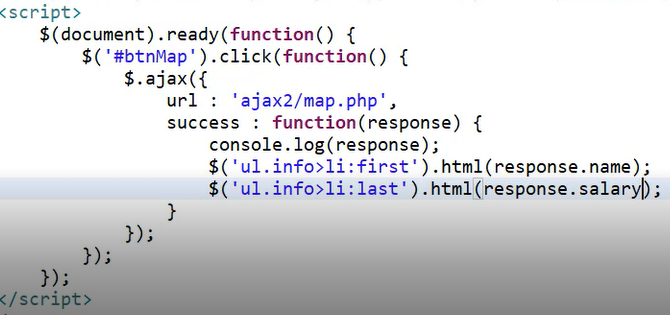 <script>
$(document).ready(function() {
$('#btnMap').click(function() {
$.ajax({
url : 'ajax2/map.php',
success : function(response) {
console.log(response);
$('ul.info>li:first').html(response.name);
$('ul.info>li:last').html(response.salary);
}
});
});
});
</script>